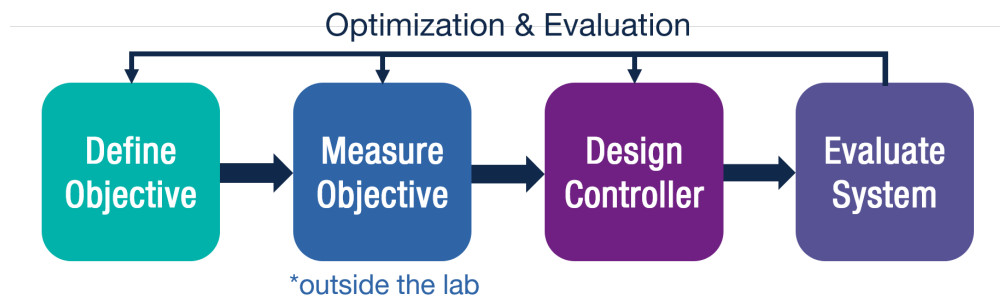 Optimization & Evaluation
Define
Objective
Measure
Objective
Design
Controller
Evaluate
System
*outside the lab